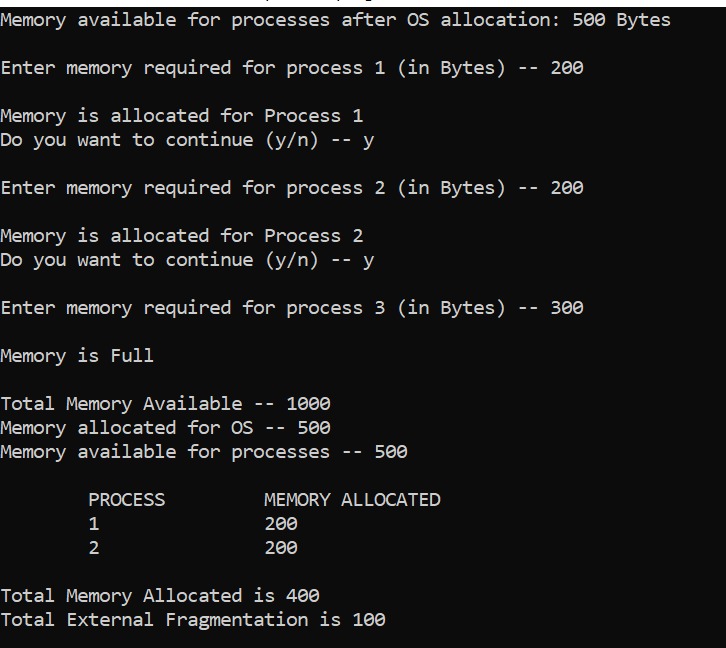 Memory available for processes after OS allocation: 500 Bytes
Enter memory required for process 1 (in Bytes) -- 200
Memory is allocated for Process 1
Do you want to continue (y/n) -- y
Enter memory required for process 2 (in Bytes) -- 200
Memory is allocated for Process 2
Do you want to continue (y/n) -- y
Enter memory required for process 3 (in Bytes) -- 300
Memory is Full
Total Memory Available -- 1000
Memory allocated for OS -- 500
Memory available for processes -- 500
PROCESS MEMORY ALLOCATED
1 200
2 200
Total Memory Allocated is 400
Total External Fragmentation is 100